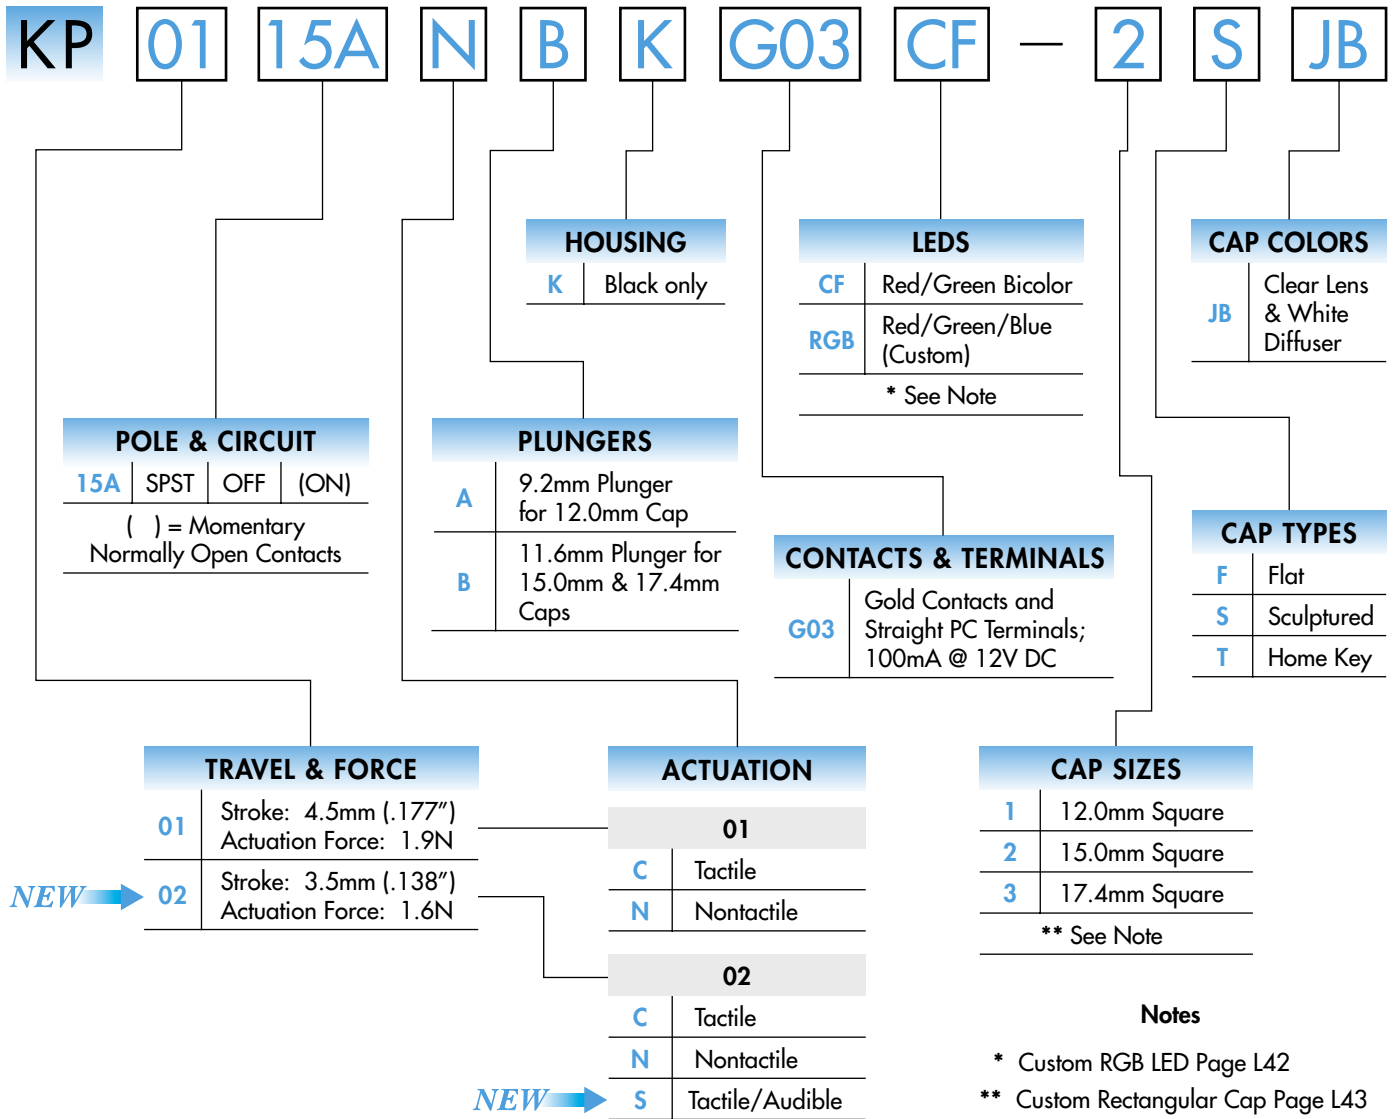 KP 01 15A N B K G03 CF — 2 S JB
HOUSING
K Black only
LEDS
CF Red/Green Bicolor
RGB Red/Green/Blue
(Custom)
* See Note
CAP COLORS
JB Clear Lens
& White
Diffuser
POLE & CIRCUIT
15A SPST OFF (ON)
( ) = Momentary
Normally Open Contacts
PLUNGERS
A 9.2mm Plunger
for 12.0mm Cap
B 11.6mm Plunger for
15.0mm & 17.4mm
Caps
CONTACTS & TERMINALS
G03 Gold Contacts and
Straight PC Terminals;
100mA @ 12V DC
CAP TYPES
F Flat
S Sculptured
T Home Key
TRAVEL & FORCE
01 Stroke: 4.5mm (.177″)
Actuation Force: 1.9N
NEW 02 Stroke: 3.5mm (.138″)
Actuation Force: 1.6N
ACTUATION
01
C Tactile
N Nontactile
02
C Tactile
N Nontactile
NEW S Tactile/Audible
CAP SIZES
1 12.0mm Square
2 15.0mm Square
3 17.4mm Square
** See Note
Notes
* Custom RGB LED Page L42
** Custom Rectangular Cap Page L43